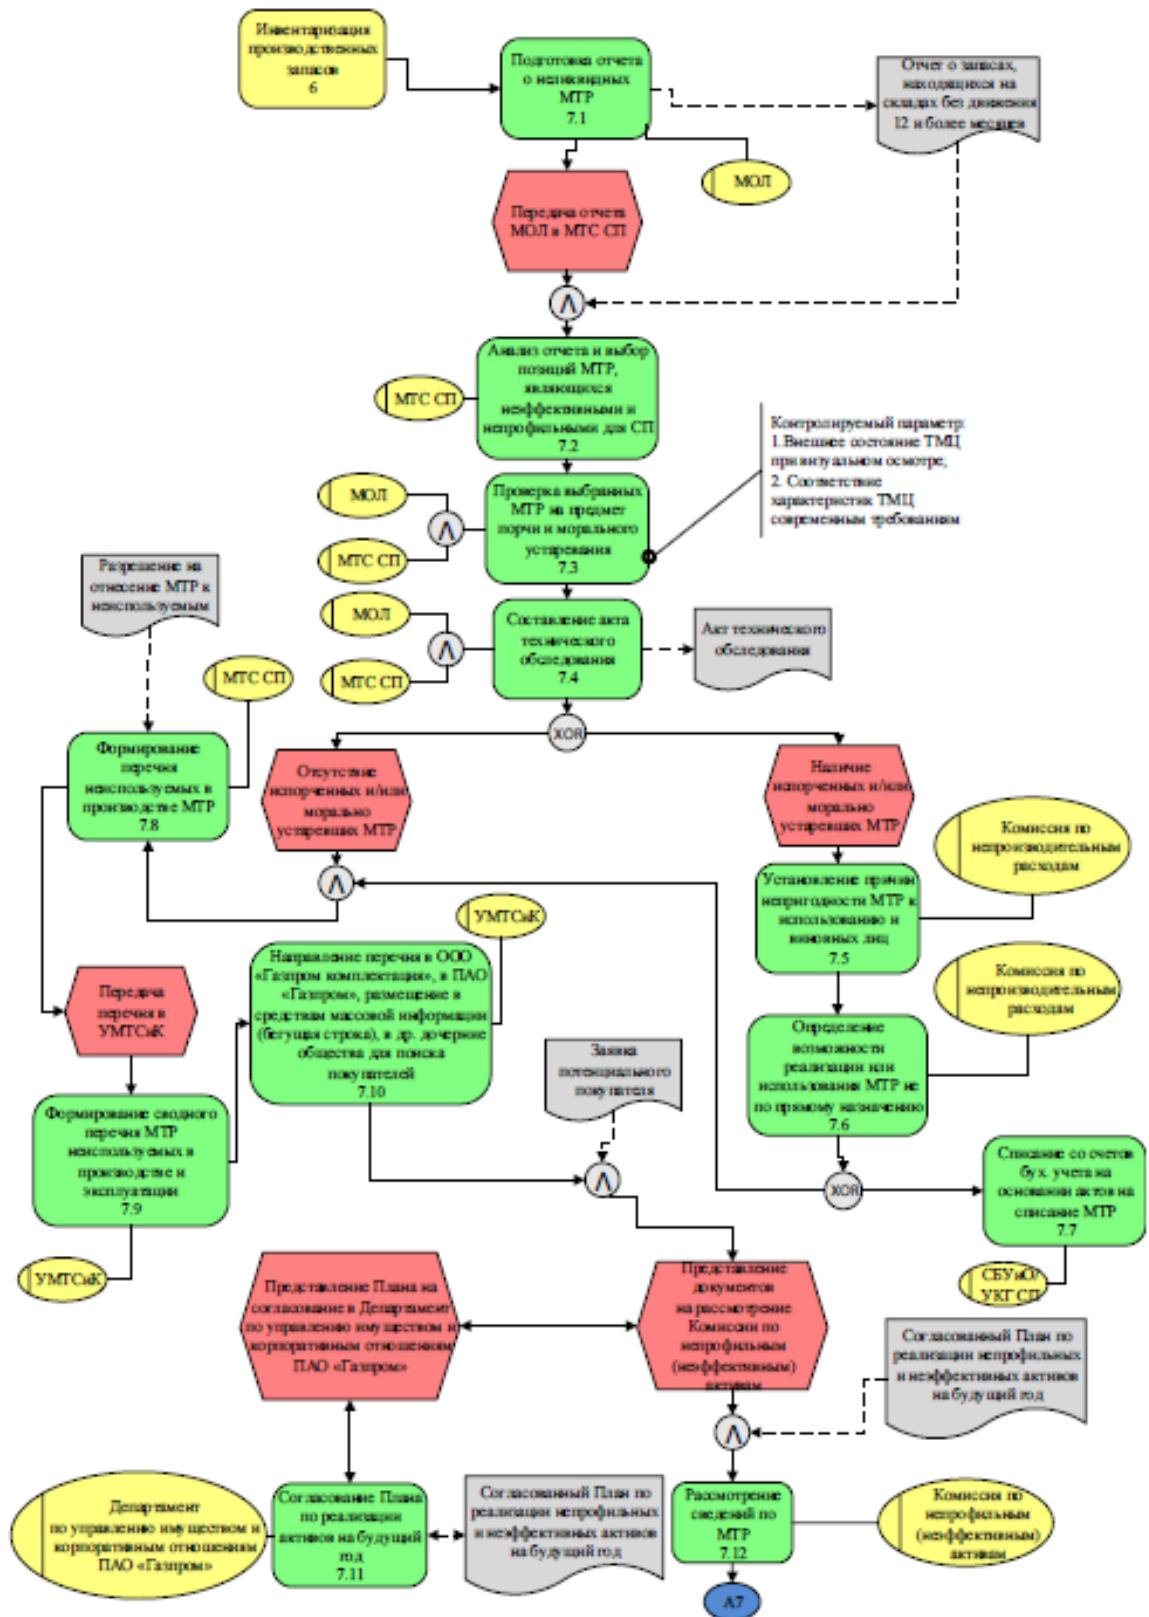 Инвентаризация
производственных
запасов
6
Подготовка отчета
о неликвидных
МТР
7.1
Отчет о запасах,
находящихся на
складах без движения
12 и более месяцев
МОЛ
Передача отчета
МОЛ в МТС СП
Λ
Анализ отчета и выбор
позиций МТР,
являющихся
неэффективными и
непрофильными для СП
7.2
МТС СП
Контролируемый параметр:
1.Внешнее состояние ТМЦ
при визуальном осмотре;
2. Соответствие
характеристик ТМЦ
современным требованиям
МОЛ
Λ
МТС СП
Проверка выбранных
МТР на предмет
порчи и морального
устаревания
7.3
Разрешение на
отнесение МТР к
неиспользуемым
МОЛ
Λ
МТС СП
Составление акта
технического
обследования
7.4
Акт технического
обследования
МТС СП
XOR
Формирование
перечня
неиспользуемых в
производстве МТР
7.8
Отсутствие
испорченных и/или
морально
устаревших МТР
Наличие
испорченных и/или
морально
устаревших МТР
Комиссия по
непроизводительным
расходам
Λ
Установление причин
непригодности МТР к
использованию и
виновных лиц
7.5
УМТСиК
Направление перечня в ООО
«Газпром комплектация», в ПАО
«Газпром», размещение в
средствам массовой информации
(бегущая строка), в др. дочерние
общества для поиска
покупателей
7.10
Передача
перечня в
УМТСиК
Комиссия по
непроизводительным
расходам
Определение
возможности
реализации или
использования МТР не
по прямому назначению
7.6
Заявка
потенциального
покупателя
Формирование сводного
перечня МТР
неиспользуемых в
производстве и
эксплуатации
7.9
Λ
XOR
Списание со счетов
бух. учета на
основании актов на
списание МТР
7.7
УМТСиК
СБУиО/
УКГ СП
Представление Плана на
согласование в Департамент
по управлению имуществом и
корпоративным отношениям
ПАО «Газпром»
Представление
документов
на рассмотрение
Комиссии по
непрофильным
(неэффективным)
активам
Согласованный План по
реализации непрофильных
и неэффективных активов
на будущий год
Λ
Департамент
по управлению имуществом и
корпоративным отношениям
ПАО «Газпром»
Согласование Плана
по реализации
активов на будущий
год
7.11
Согласованный План по
реализации непрофильных
и неэффективных активов
на будущий год
Рассмотрение
сведений по
МТР
7.12
Комиссия по
непрофильным
(неэффективным)
активам
А7